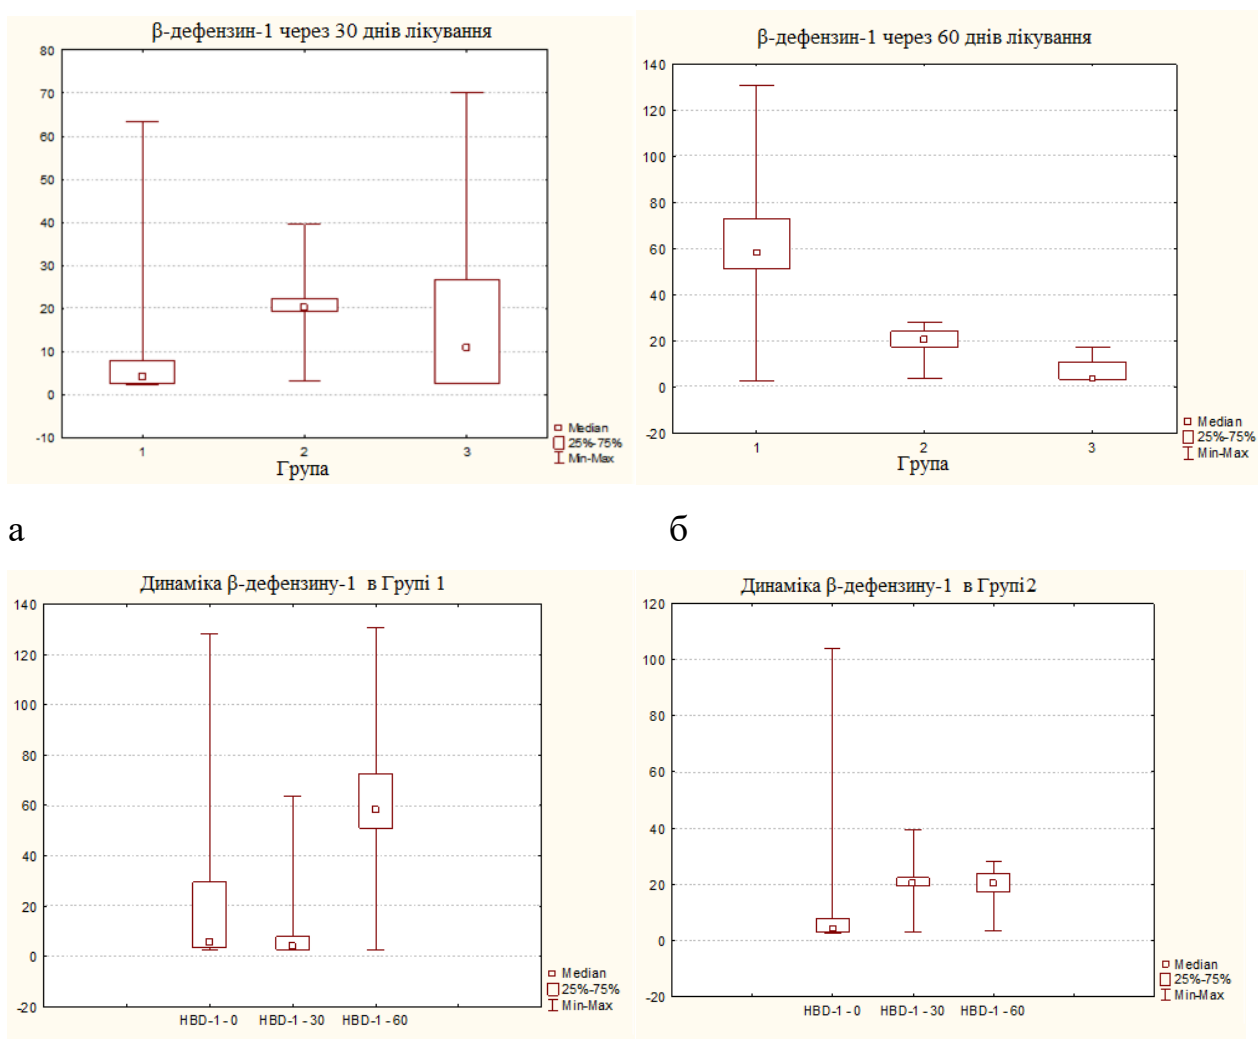 β-дефензин-1 через 30 днів лікування
80
70
60
50
40
30
20
10
0
-10
1
2
3
Група
Median
25%-75%
Min-Max
β-дефензин-1 через 60 днів лікування
140
120
100
80
60
40
20
0
-20
1
2
3
Група
Median
25%-75%
Min-Max
а
б
Динаміка β-дефензину-1 в Групі 1
140
120
100
80
60
40
20
0
-20
HBD-1 - 0
HBD-1 - 30
HBD-1 - 60
Median
25%-75%
Min-Max
Динаміка β-дефензину-1 в Групі2
120
100
80
60
40
20
0
-20
HBD-1 - 0
HBD-1 - 30
HBD-1 - 60
Median
25%-75%
Min-Max